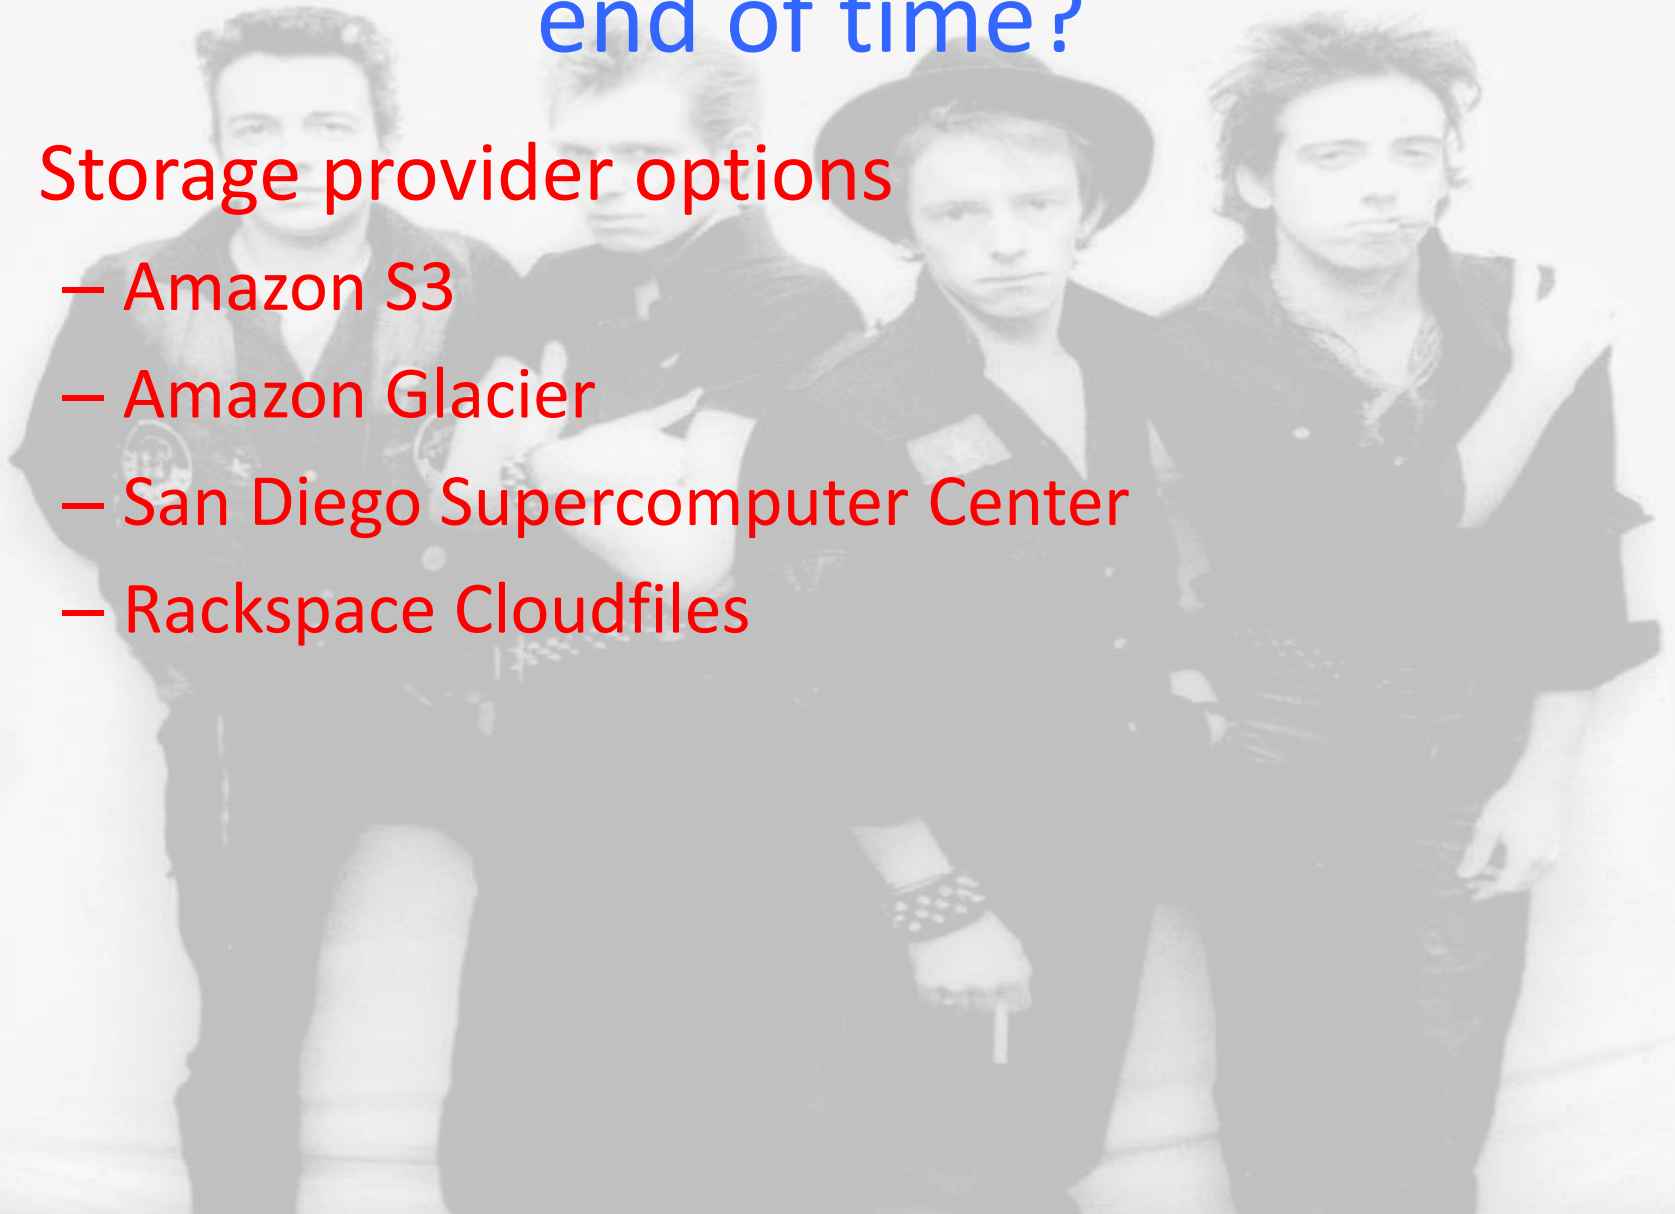 end of time?
Storage provider options
– Amazon S3
– Amazon Glacier
– San Diego Supercomputer Center
– Rackspace Cloudfiles